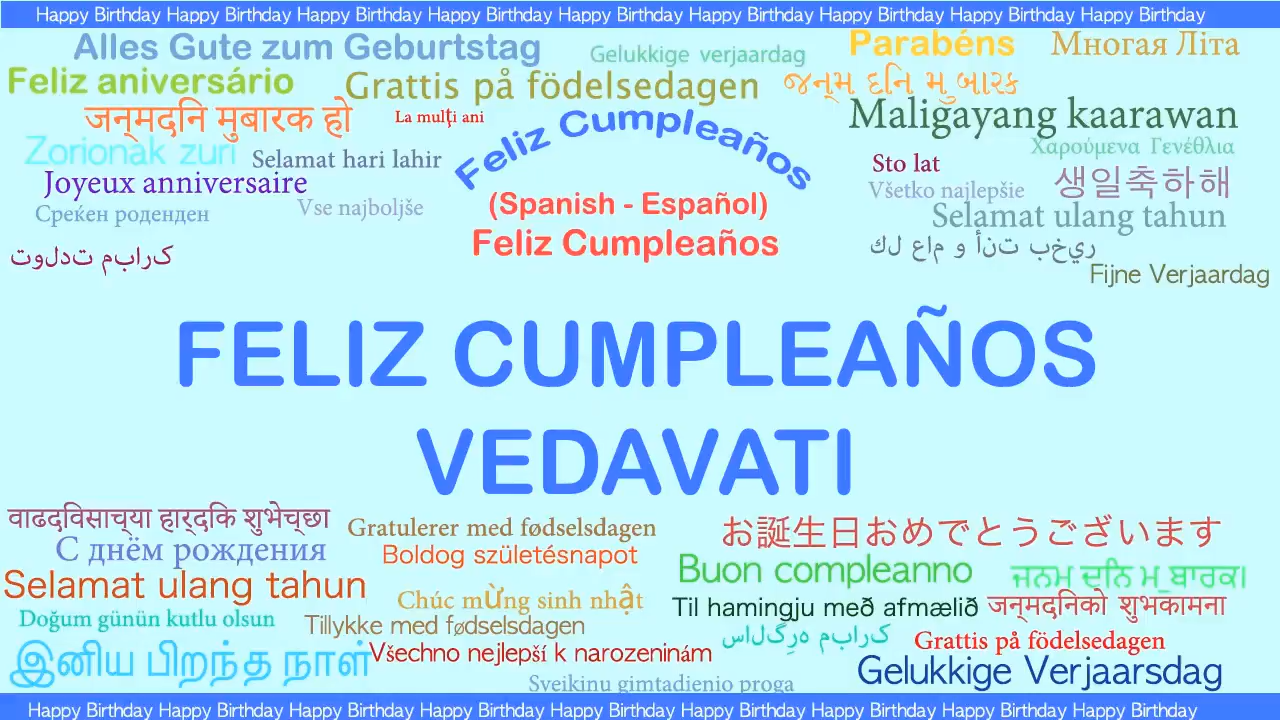 Happy Birthday Happy Birthday Happy Birthday Happy Birthday Happy Birthday Happy Birthday Happy Birthday Happy Birthday Happy Birthday
Alles Gute zum Geburtstag
Gelukkige verjaardag
Parabéns
Многая Літа
Feliz aniversário
Grattis på födelsedagen
જન્મ દનિ મુબારક
जन्मदनि मुबारक हो
La mulţi ani
Feliz Cumpleaños
Maligayang kaarawan
Zorionak zuri
Selamat hari lahir
Χαρούμενα Γενέθλια
Sto lat
Joyeux anniversaire
(Spanish - Español)
Všetko najlepšie
생일축하해
Среќен роденден
Vse najboljše
Selamat ulang tahun
Feliz Cumpleaños
تولدت مبارک
كل عام و أنت بخير
Fijne Verjaardag
FELIZ CUMPLEAÑOS
VEDAVATI
वाढदविसाच्या हार्दकि शुभेच्छा
Gratulerer med fødselsdagen
お誕生日おめでとうございます
С днём рождения
Boldog születésnapot
Buon compleanno
ਜਨਮ ਦਨਿ ਮੁਬਾਰਕ।
Selamat ulang tahun
Chúc mừng sinh nhật
Til hamingju með afmælið
जन्मदनिको शुभकामना
Doğum günün kutlu olsun
Tillykke med fødselsdagen
سالگرہ مبارک
Grattis på födelsedagen
இனிய பிறந்த நாள்
Všechno nejlepší k narozeninám
Gelukkige Verjaarsdag
Sveikinu gimtadienio proga
Happy Birthday Happy Birthday Happy Birthday Happy Birthday Happy Birthday Happy Birthday Happy Birthday Happy Birthday Happy Birthday